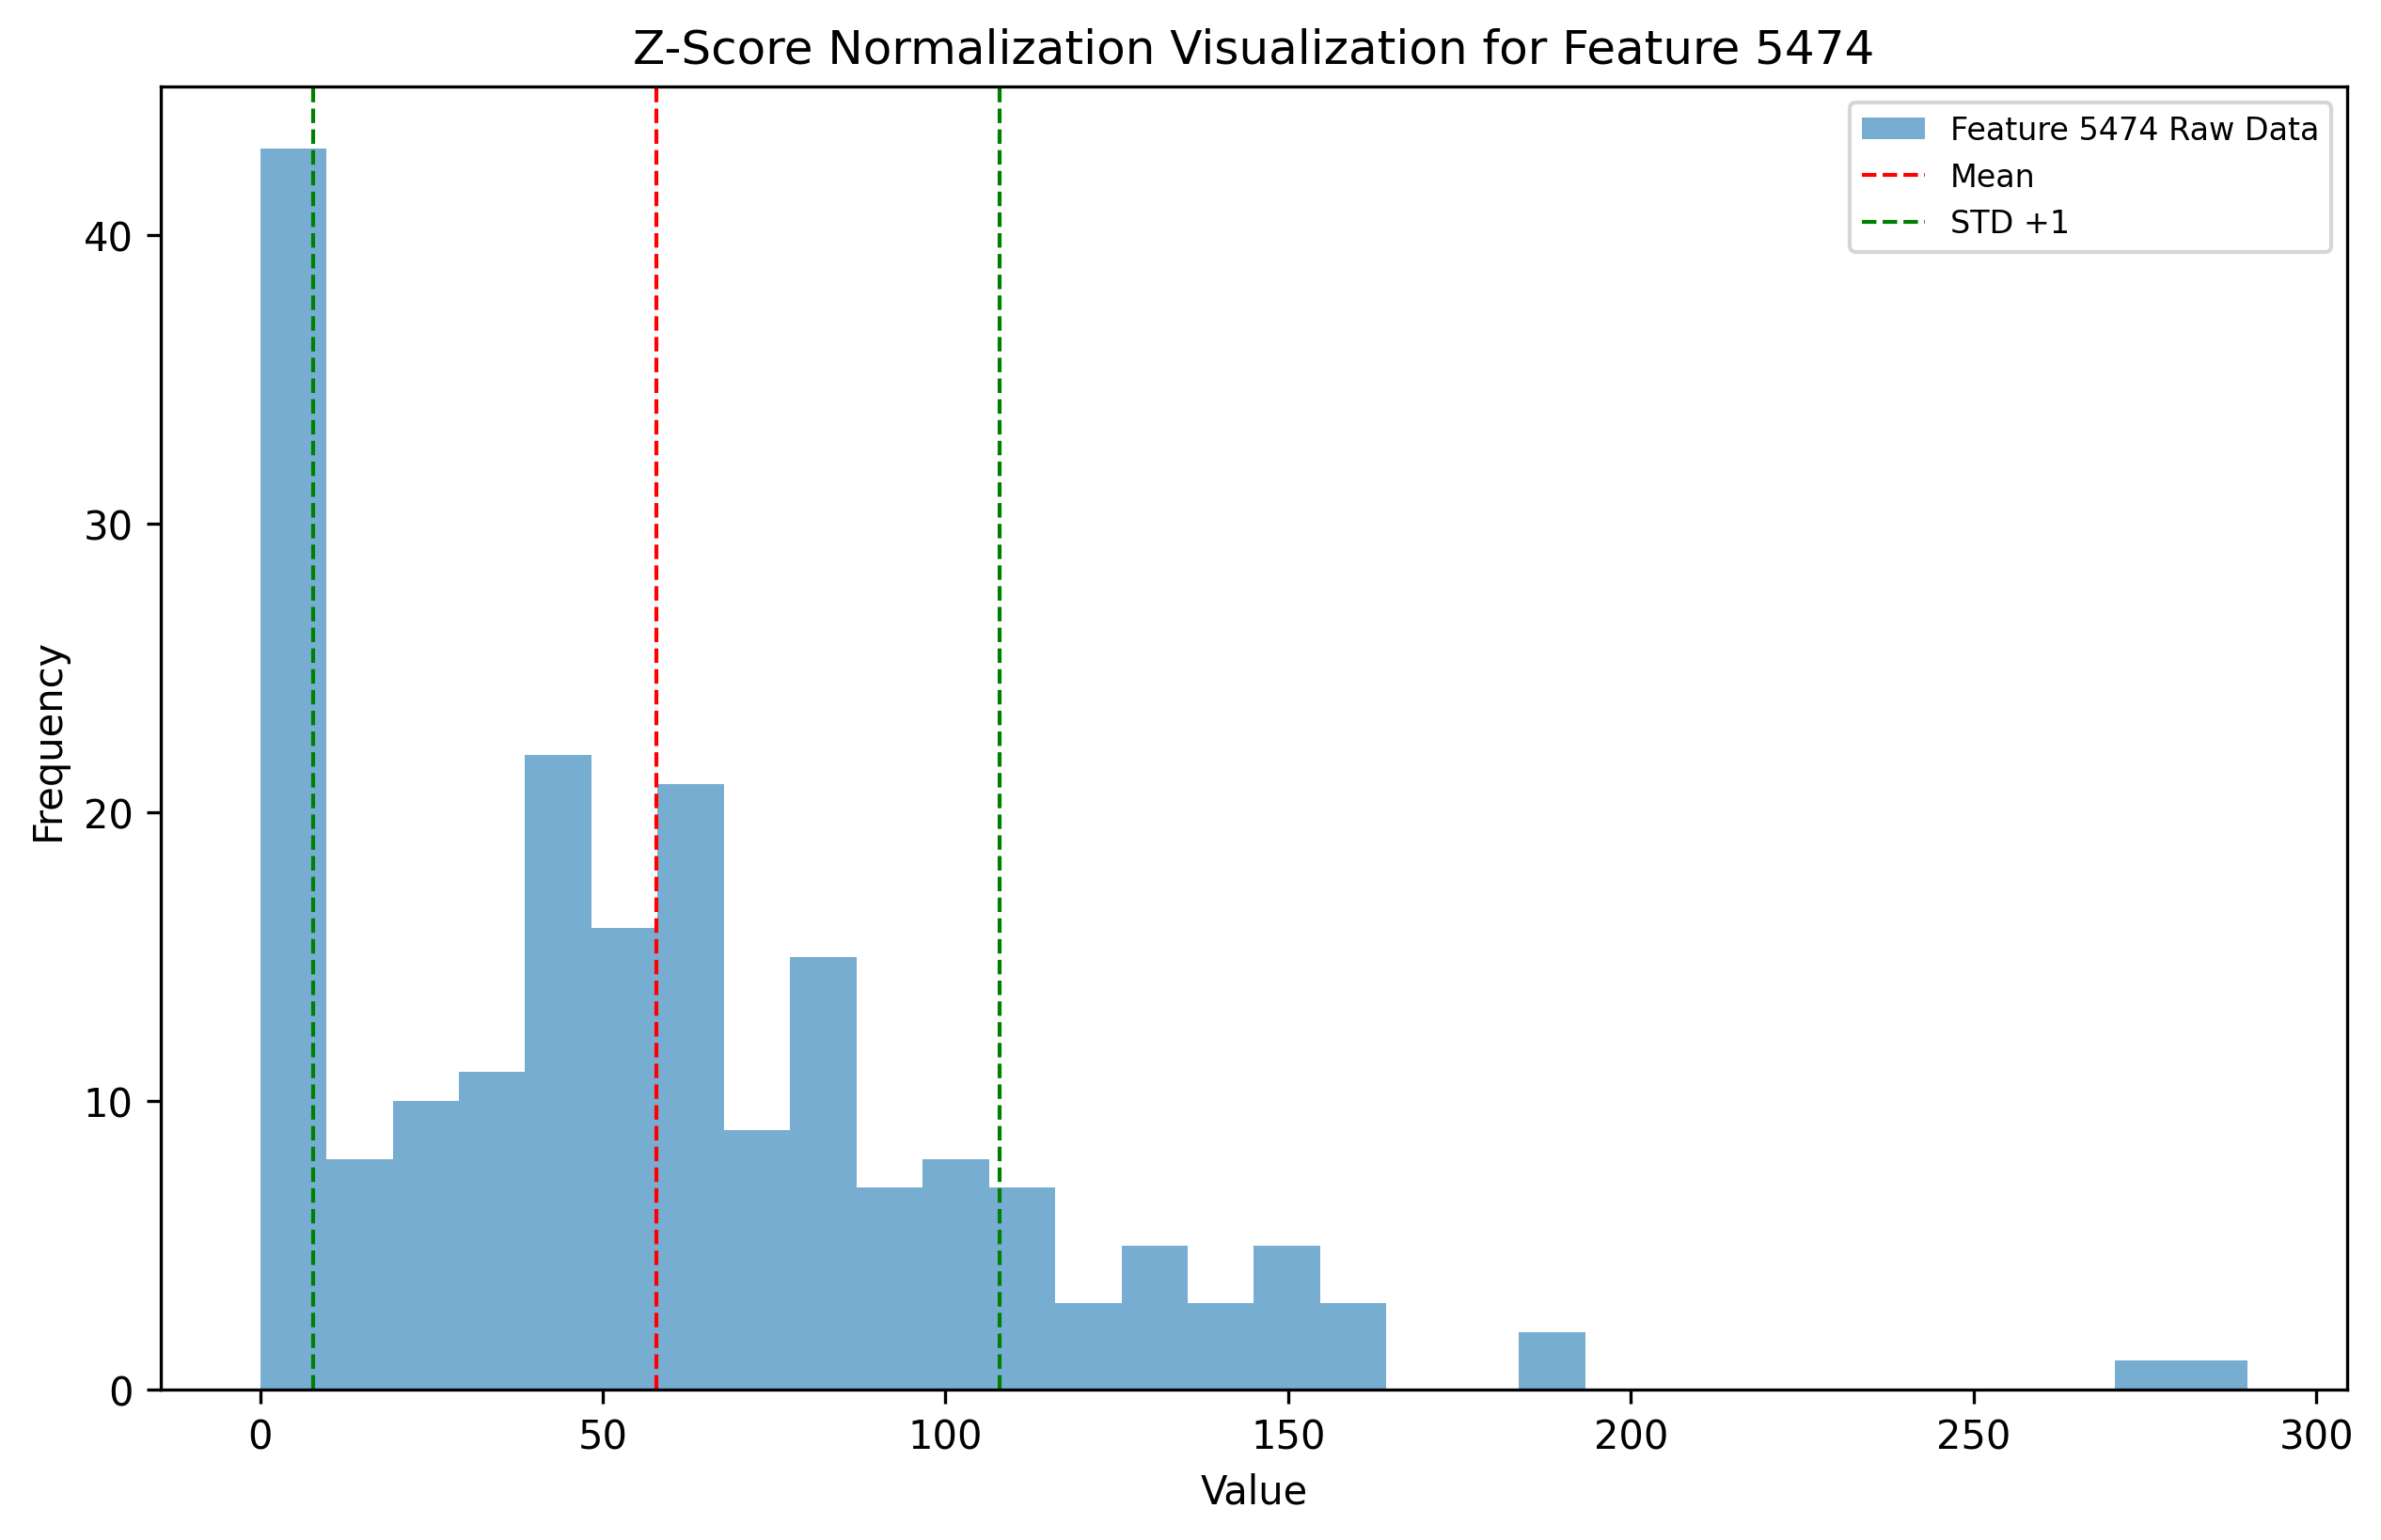 Z-Score Normalization Visualization for Feature 5474
Feature 5474 Raw Data
Mean
STD +1
Frequency
40
30
20
10
0
0 50 100 150 200 250 300
Value